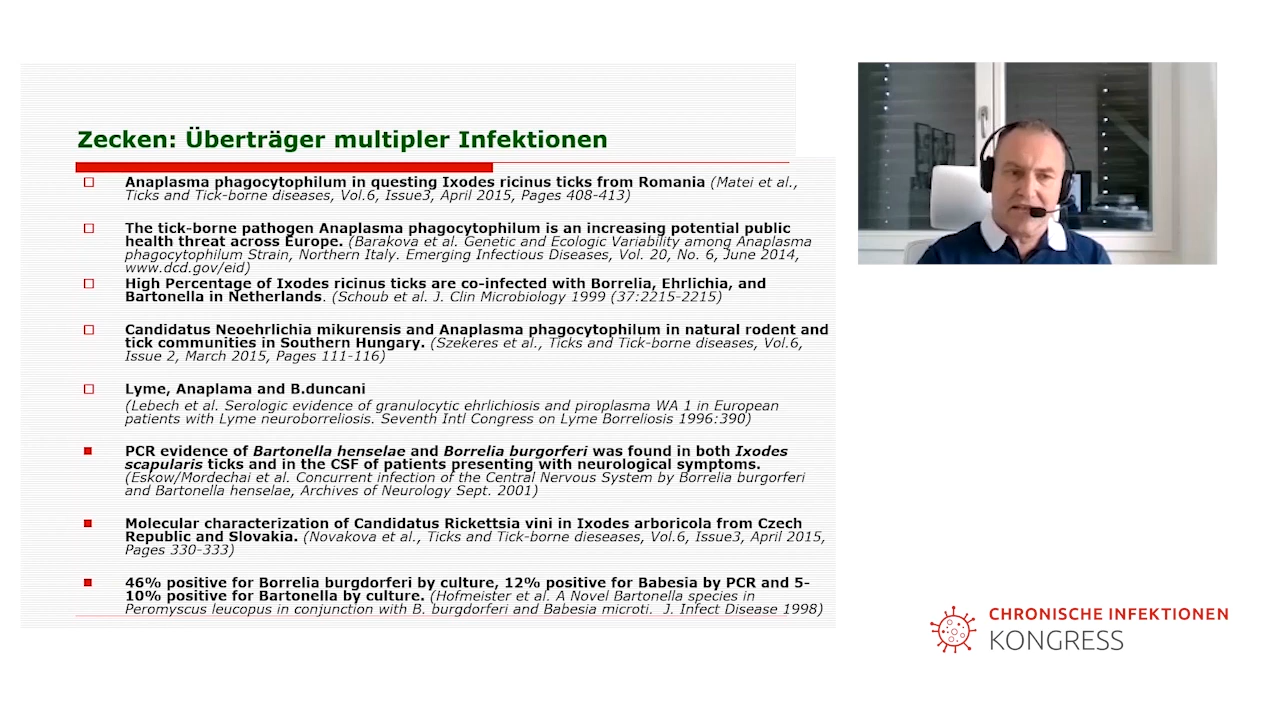 Zecken: Überträger multipler Infektionen
Anaplasma phagocytophilum in questing Ixodes ricinus ticks from Romania (Matei et al.,
Ticks and Tick-borne diseases, Vol.6, Issue3, April 2015, Pages 408-413)
The tick-borne pathogen Anaplasma phagocytophilum is an increasing potential public
health threat across Europe. (Barakova et al. Genetic and Ecologic Variability among Anaplasma
phagocytophilum Strain, Northern Italy. Emerging Infectious Diseases, Vol. 20, No. 6, June 2014,
www.dcd.gov/eid)
High Percentage of Ixodes ricinus ticks are co-infected with Borrelia, Ehrlichia, and
Bartonella in Netherlands. (Schoub et al. J. Clin Microbiology 1999 (37:2215-2215)
Candidatus Neoehrlichia mikurensis and Anaplasma phagocytophilum in natural rodent and
tick communities in Southern Hungary. (Szekeres et al., Ticks and Tick-borne diseases, Vol.6,
Issue 2, March 2015, Pages 111-116)
Lyme, Anaplama and B.duncani
(Lebech et al. Serologic evidence of granulocytic ehrlichiosis and piroplasma WA 1 in European
patients with Lyme neuroborreliosis. Seventh Intl Congress on Lyme Borreliosis 1996:390)
PCR evidence of Bartonella henselae and Borrelia burgorferi was found in both Ixodes
scapularis ticks and in the CSF of patients presenting with neurological symptoms.
(Eskow/Mordechai et al. Concurrent infection of the Central Nervous System by Borrelia burgorferi
and Bartonella henselae, Archives of Neurology Sept. 2001)
Molecular characterization of Candidatus Rickettsia vini in Ixodes arboricola from Czech
Republic and Slovakia. (Novakova et al., Ticks and Tick-borne dieseases, Vol.6, Issue3, April 2015,
Pages 330-333)
46% positive for Borrelia burgdorferi by culture, 12% positive for Babesia by PCR and 5-
10% positive for Bartonella by culture. (Hofmeister et al. A Novel Bartonella species in
Peromyscus leucopus in conjunction with B. burgdorferi and Babesia microti. J. Infect Disease 1998)
CHRONISCHE INFEKTIONEN
KONGRESS